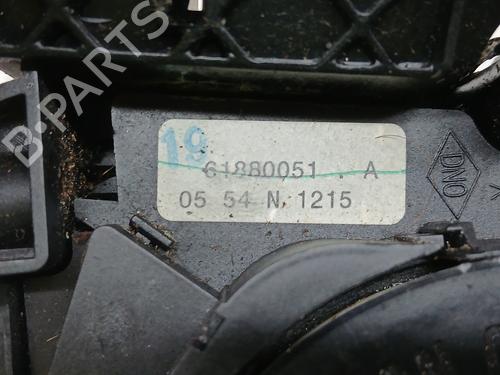 B-PARTS
19
61880051 . A
05 54 N. 1215
DNO